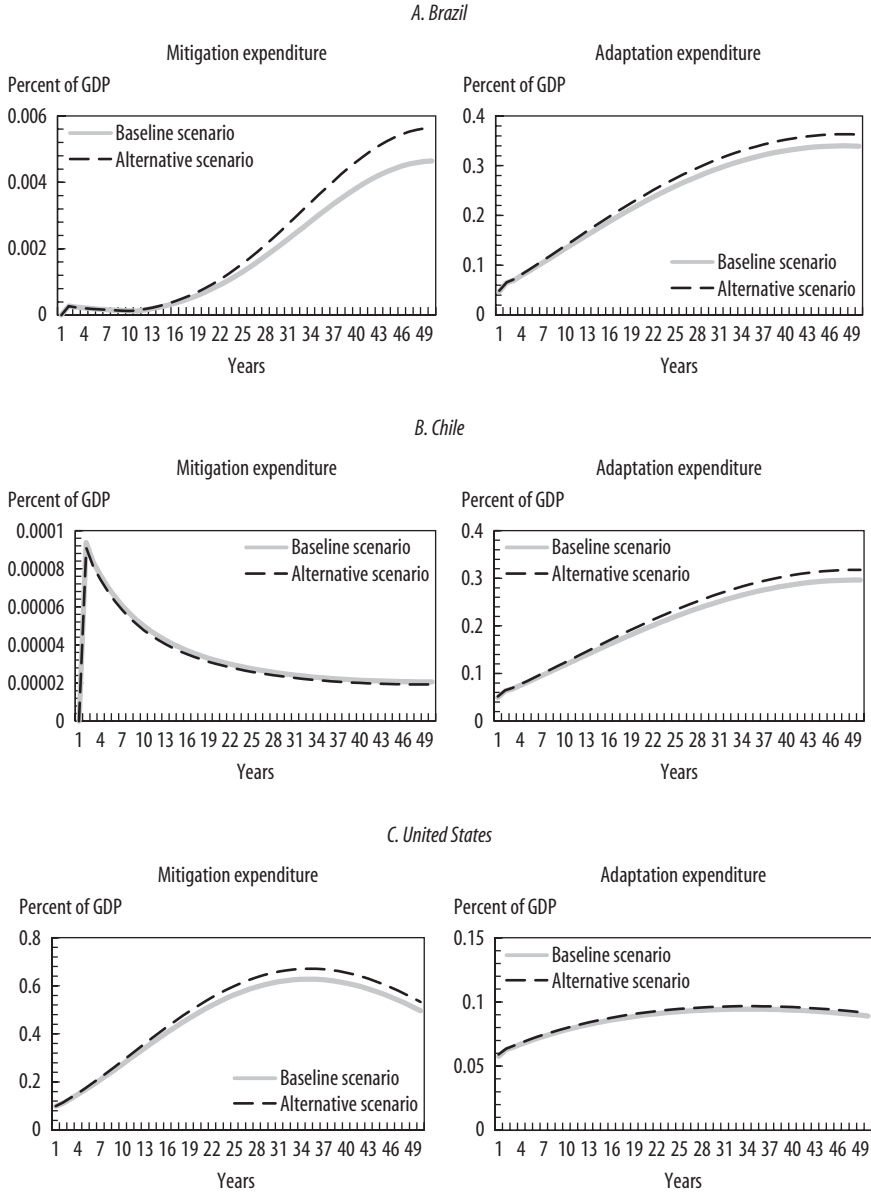 A. Brazil
Mitigation expenditure
Percent of GDP
0.006
0.004
0.002
0
Baseline scenario
Alternative scenario
1 4 7 10 13 16 19 22 25 28 31 34 37 40 43 46 49
Years
Adaptation expenditure
Percent of GDP
0.4
0.3
0.2
0.1
0
Baseline scenario
Alternative scenario
1 4 7 10 13 16 19 22 25 28 31 34 37 40 43 46 49
Years
B. Chile
Mitigation expenditure
Percent of GDP
0.0001
0.00008
0.00006
0.00004
0.00002
0
Baseline scenario
Alternative scenario
1 4 7 10 13 16 19 22 25 28 31 34 37 40 43 46 49
Years
Adaptation expenditure
Percent of GDP
0.4
0.3
0.2
0.1
0
Baseline scenario
Alternative scenario
1 4 7 10 13 16 19 22 25 28 31 34 37 40 43 46 49
Years
C. United States
Mitigation expenditure
Percent of GDP
0.8
0.6
0.4
0.2
0
Baseline scenario
Alternative scenario
1 4 7 10 13 16 19 22 25 28 31 34 37 40 43 46 49
Years
Adaptation expenditure
Percent of GDP
0.15
0.1
0.05
0
Baseline scenario
Alternative scenario
1 4 7 10 13 16 19 22 25 28 31 34 37 40 43 46 49
Years